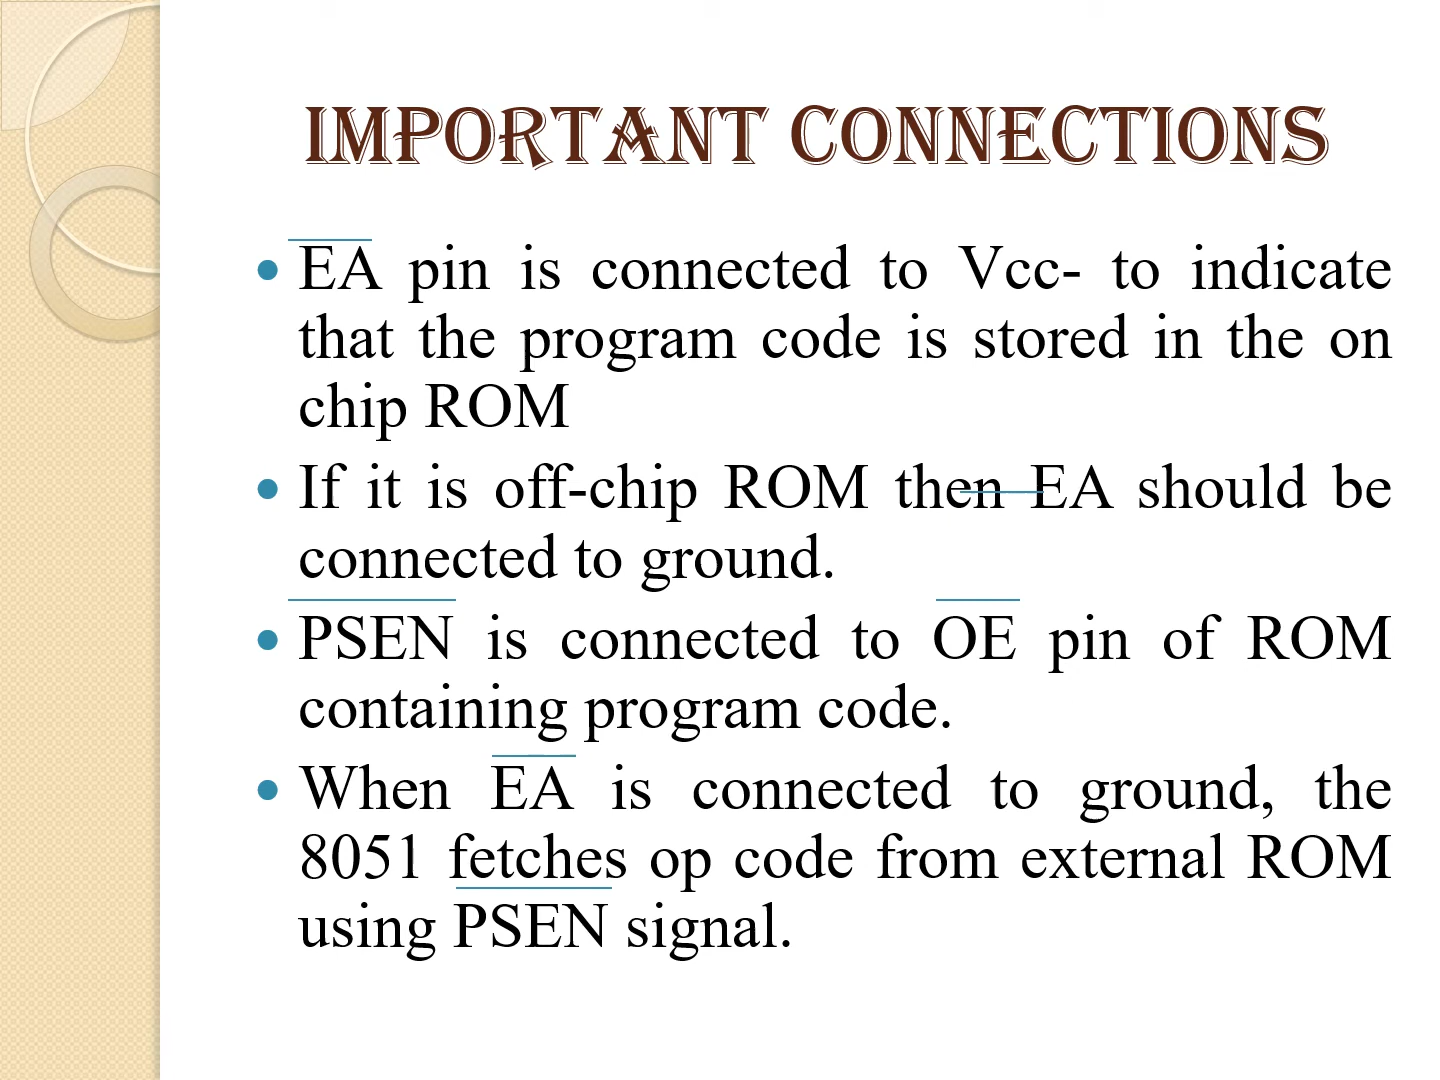 IMPORTANT CONNECTIONS
• EA pin is connected to Vcc- to indicate
that the program code is stored in the on
chip ROM
• If it is off-chip ROM then EA should be
connected to ground.
• PSEN is connected to OE pin of ROM
containing program code.
• When EA is connected to ground, the
8051 fetches op code from external ROM
using PSEN signal.